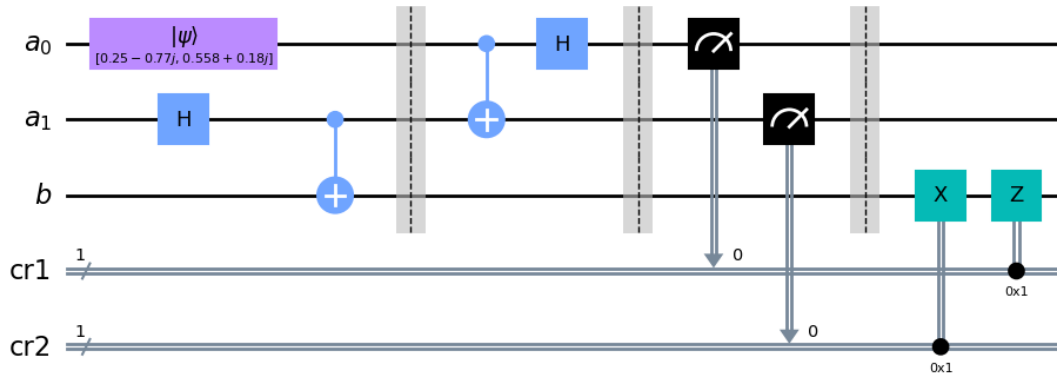 a0 |ψ⟩ H
[0.25 − 0.77j, 0.558 + 0.18j]
a1 H
b X Z
cr1 1 0
0x1
cr2 1 0
0x1